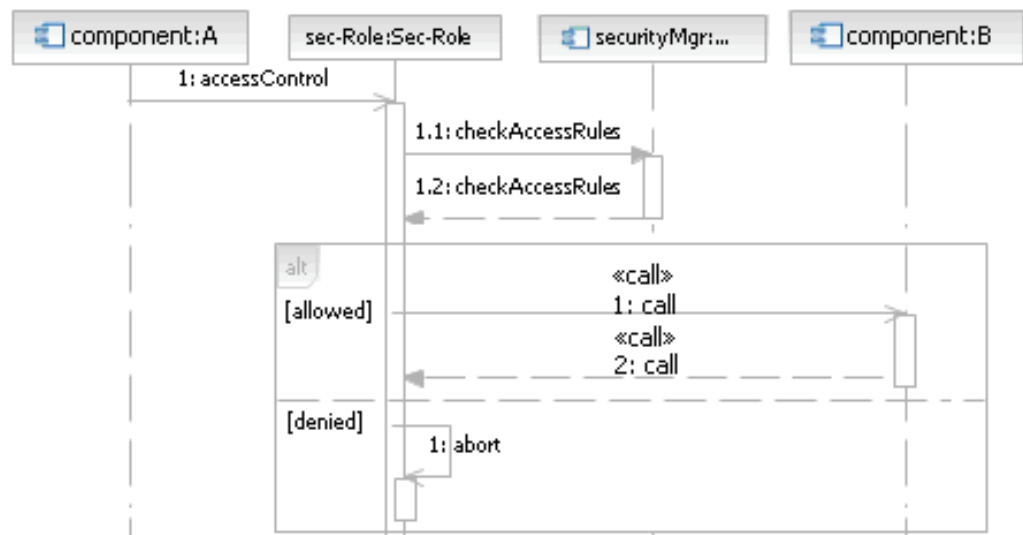 component:A
sec-Role:Sec-Role
securityMgr:...
component:B
1: accessControl
1.1: checkAccessRules
1.2: checkAccessRules
alt
«call»
[allowed]
1: call
«call»
2: call
[denied]
1: abort